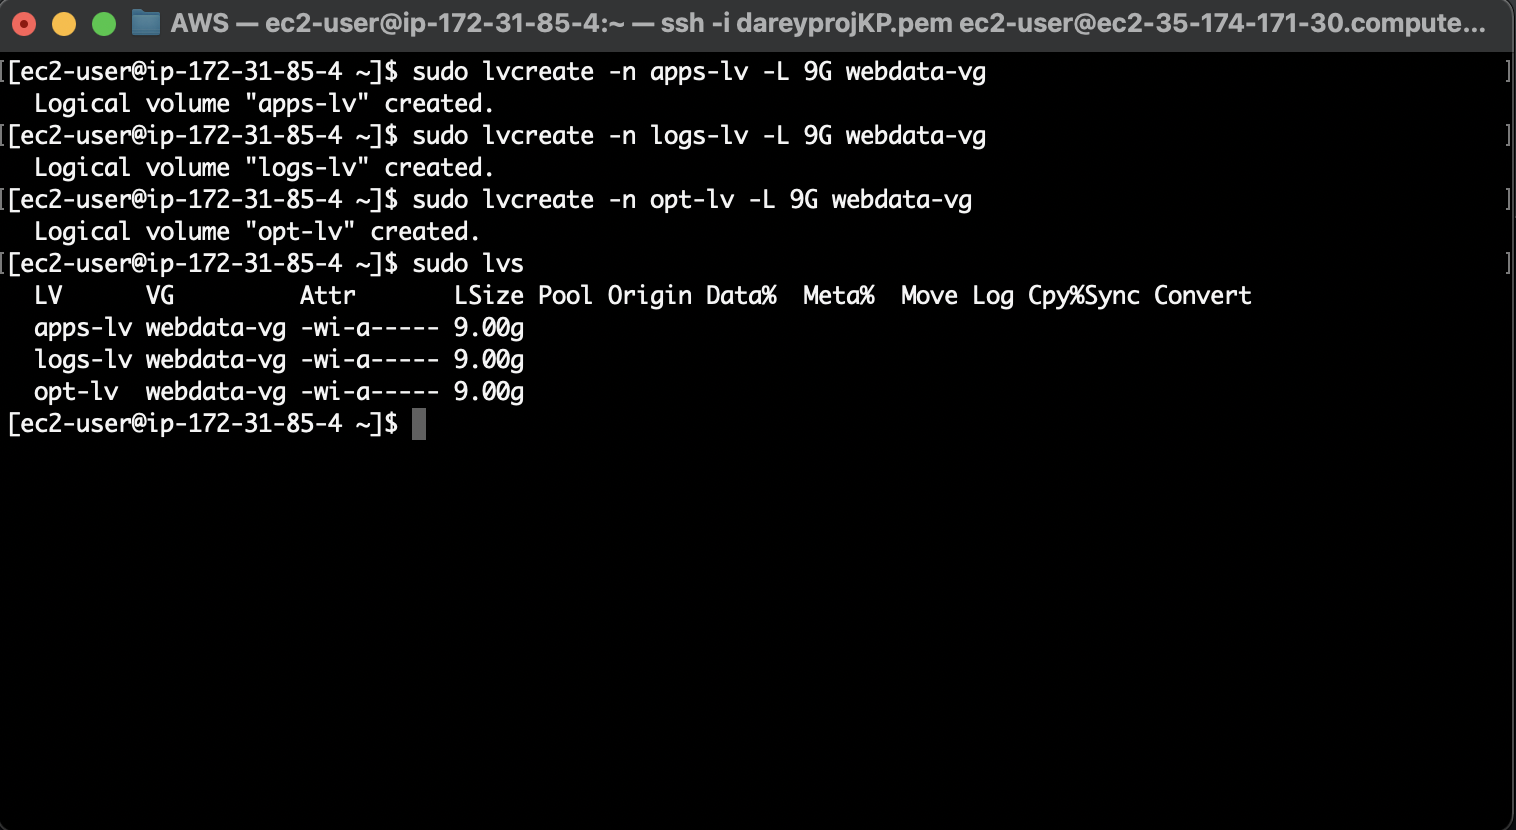 AWS — ec2-user@ip-172-31-85-4:~ — ssh -i dareyprojKP.pem ec2-user@ec2-35-174-171-30.compute...
[[ec2-user@ip-172-31-85-4 ~]$ sudo lvcreate -n apps-lv -L 9G webdata-vg ]
  Logical volume "apps-lv" created.
[[ec2-user@ip-172-31-85-4 ~]$ sudo lvcreate -n logs-lv -L 9G webdata-vg ]
  Logical volume "logs-lv" created.
[[ec2-user@ip-172-31-85-4 ~]$ sudo lvcreate -n opt-lv -L 9G webdata-vg ]
  Logical volume "opt-lv" created.
[[ec2-user@ip-172-31-85-4 ~]$ sudo lvs ]
  LV      VG         Attr       LSize Pool Origin Data%  Meta%  Move Log Cpy%Sync Convert
  apps-lv webdata-vg -wi-a----- 9.00g
  logs-lv webdata-vg -wi-a----- 9.00g
  opt-lv  webdata-vg -wi-a----- 9.00g
[ec2-user@ip-172-31-85-4 ~]$